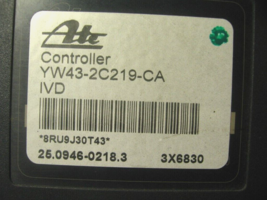 Ate
Controller
YW43-2C219-CA
IVD
*8RU9J30T43*
25.0946-0218.3 3X6830